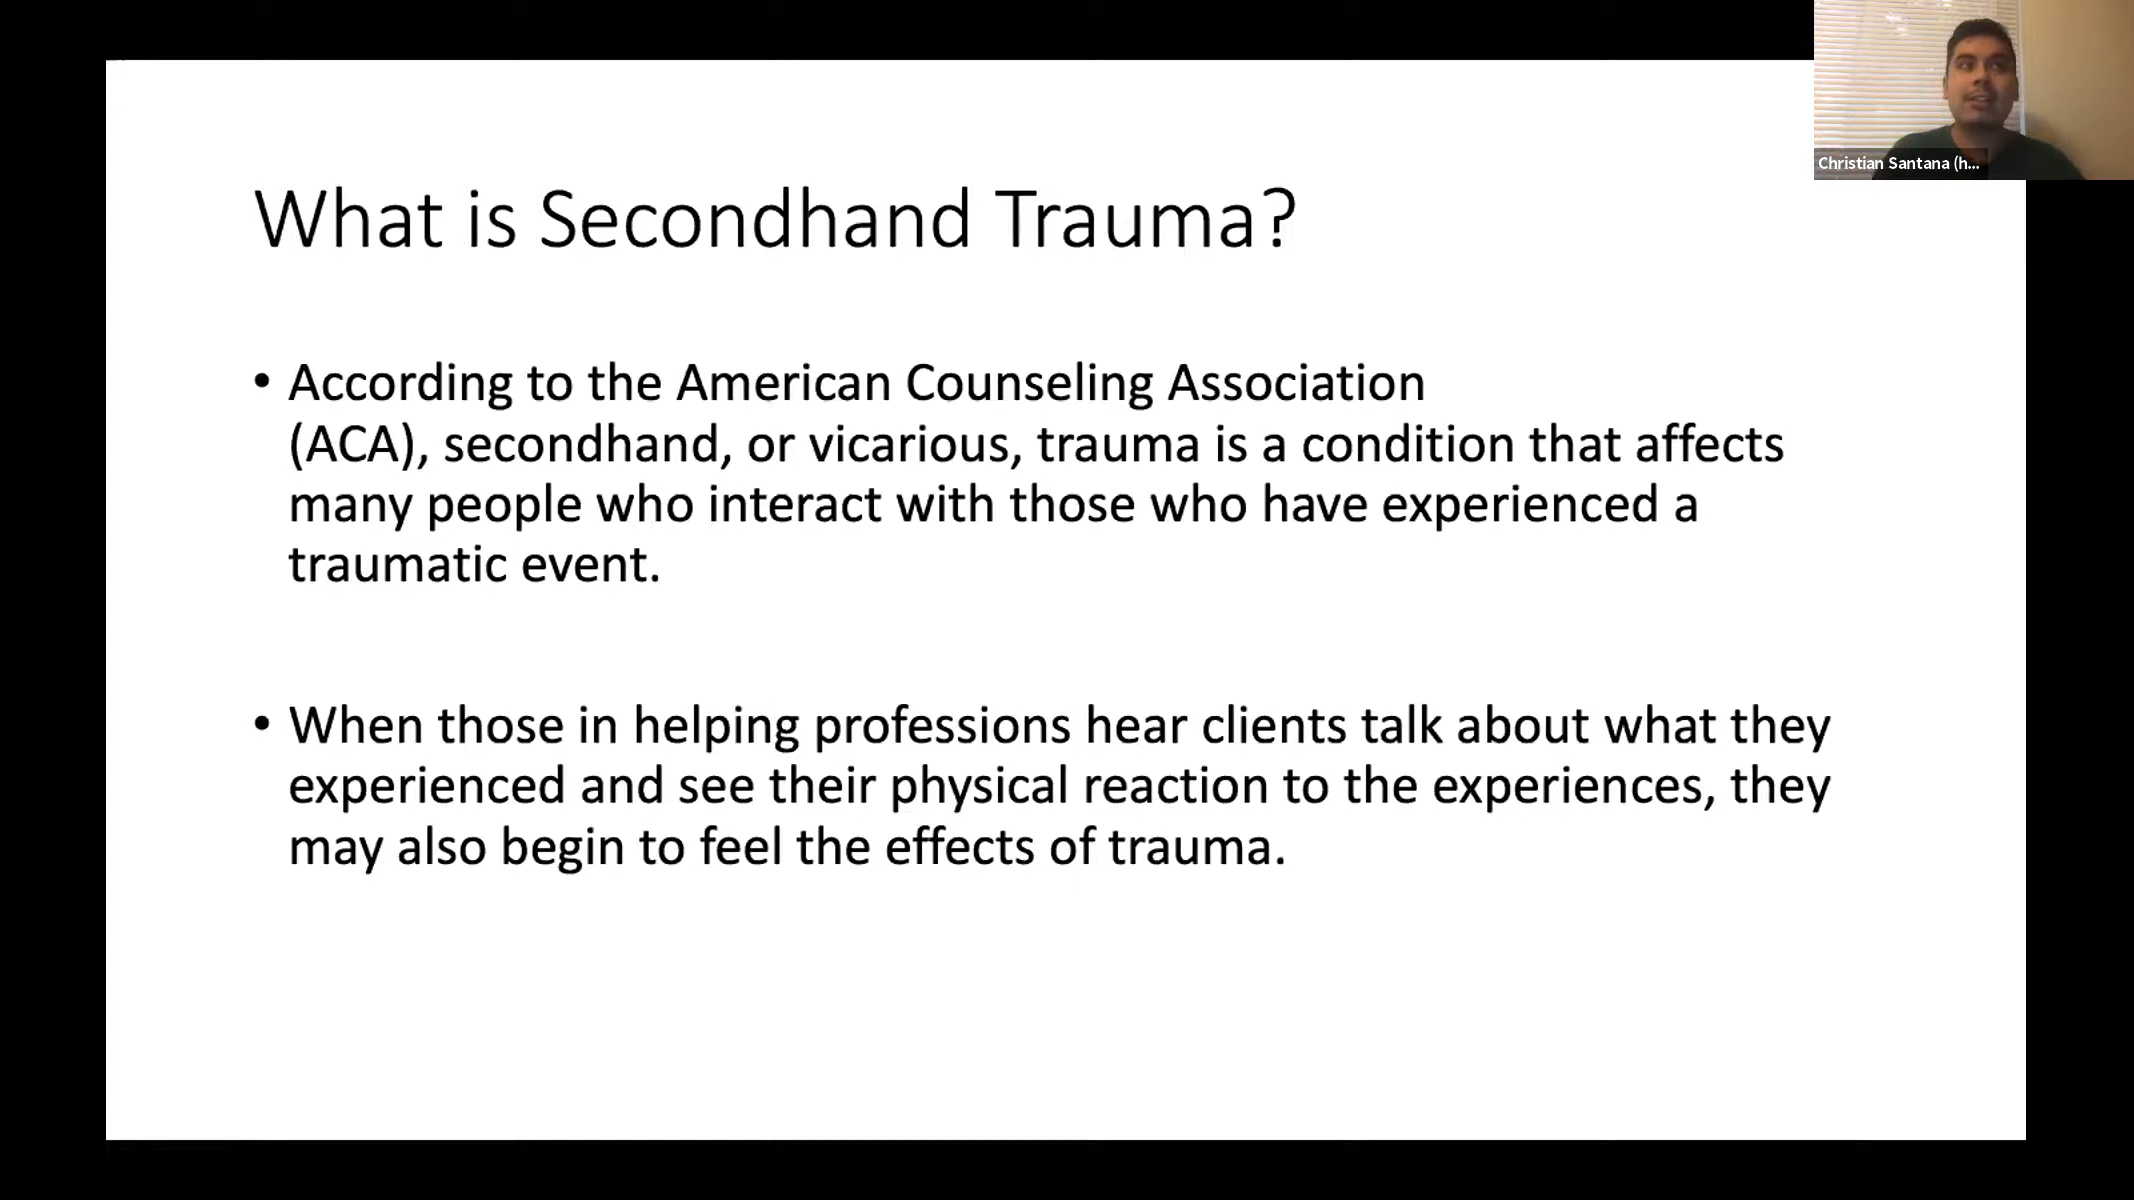 Christian Santana (h...
What is Secondhand Trauma?
• According to the American Counseling Association
(ACA), secondhand, or vicarious, trauma is a condition that affects
many people who interact with those who have experienced a
traumatic event.
• When those in helping professions hear clients talk about what they
experienced and see their physical reaction to the experiences, they
may also begin to feel the effects of trauma.